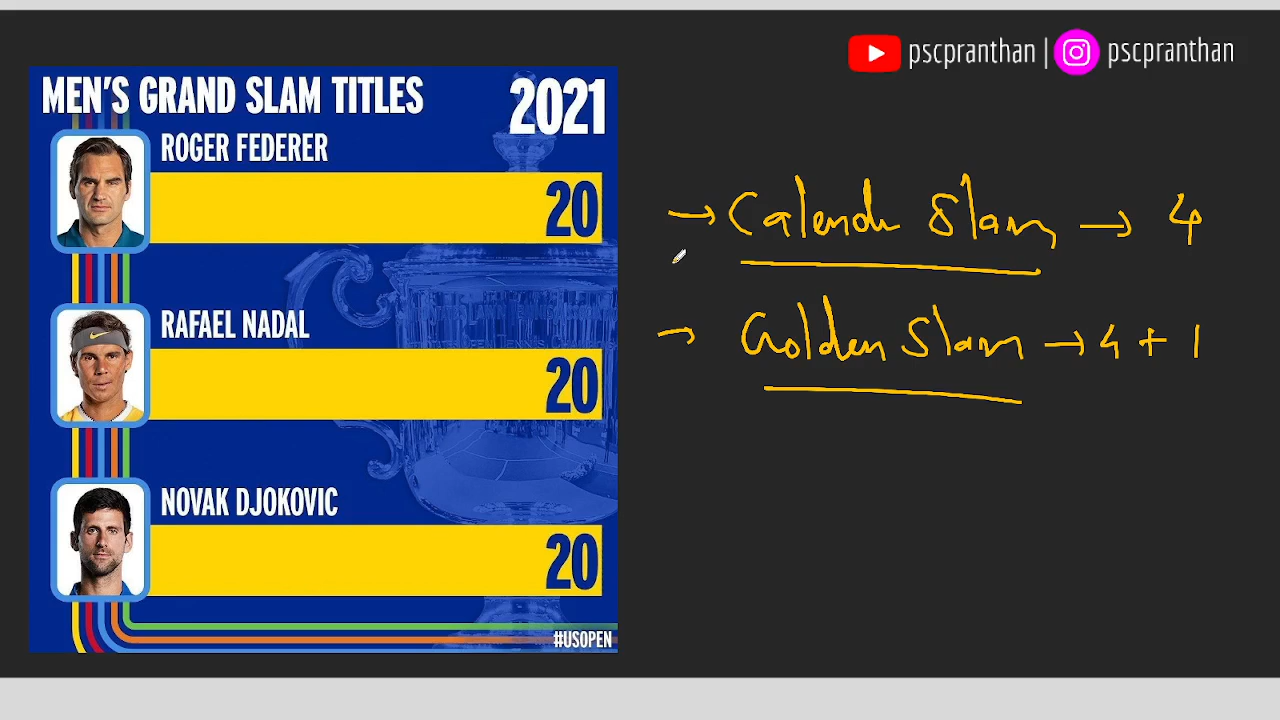 pscpranthan | pscpranthan
MEN'S GRAND SLAM TITLES
2021
ROGER FEDERER
20
RAFAEL NADAL
20
NOVAK DJOKOVIC
20
#USOPEN
→ Calende Slam → 4
→ Golden Slam → 4 + 1